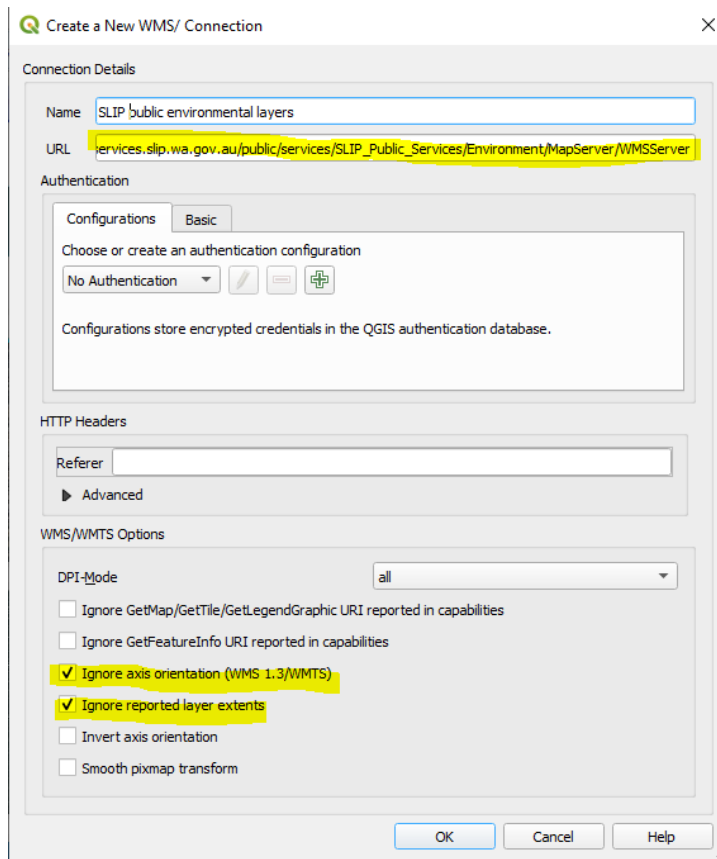 Create a New WMS/ Connection
Connection Details
Name SLIP public environmental layers
URL ervices.slip.wa.gov.au/public/services/SLIP_Public_Services/Environment/MapServer/WMSServer
Authentication
Configurations Basic
Choose or create an authentication configuration
No Authentication
Configurations store encrypted credentials in the QGIS authentication database.
HTTP Headers
Referer
Advanced
WMS/WMTS Options
DPI-Mode all
Ignore GetMap/GetTile/GetLegendGraphic URI reported in capabilities
Ignore GetFeatureInfo URI reported in capabilities
Ignore axis orientation (WMS 1.3/WMTS)
Ignore reported layer extents
Invert axis orientation
Smooth pixmap transform
OK Cancel Help